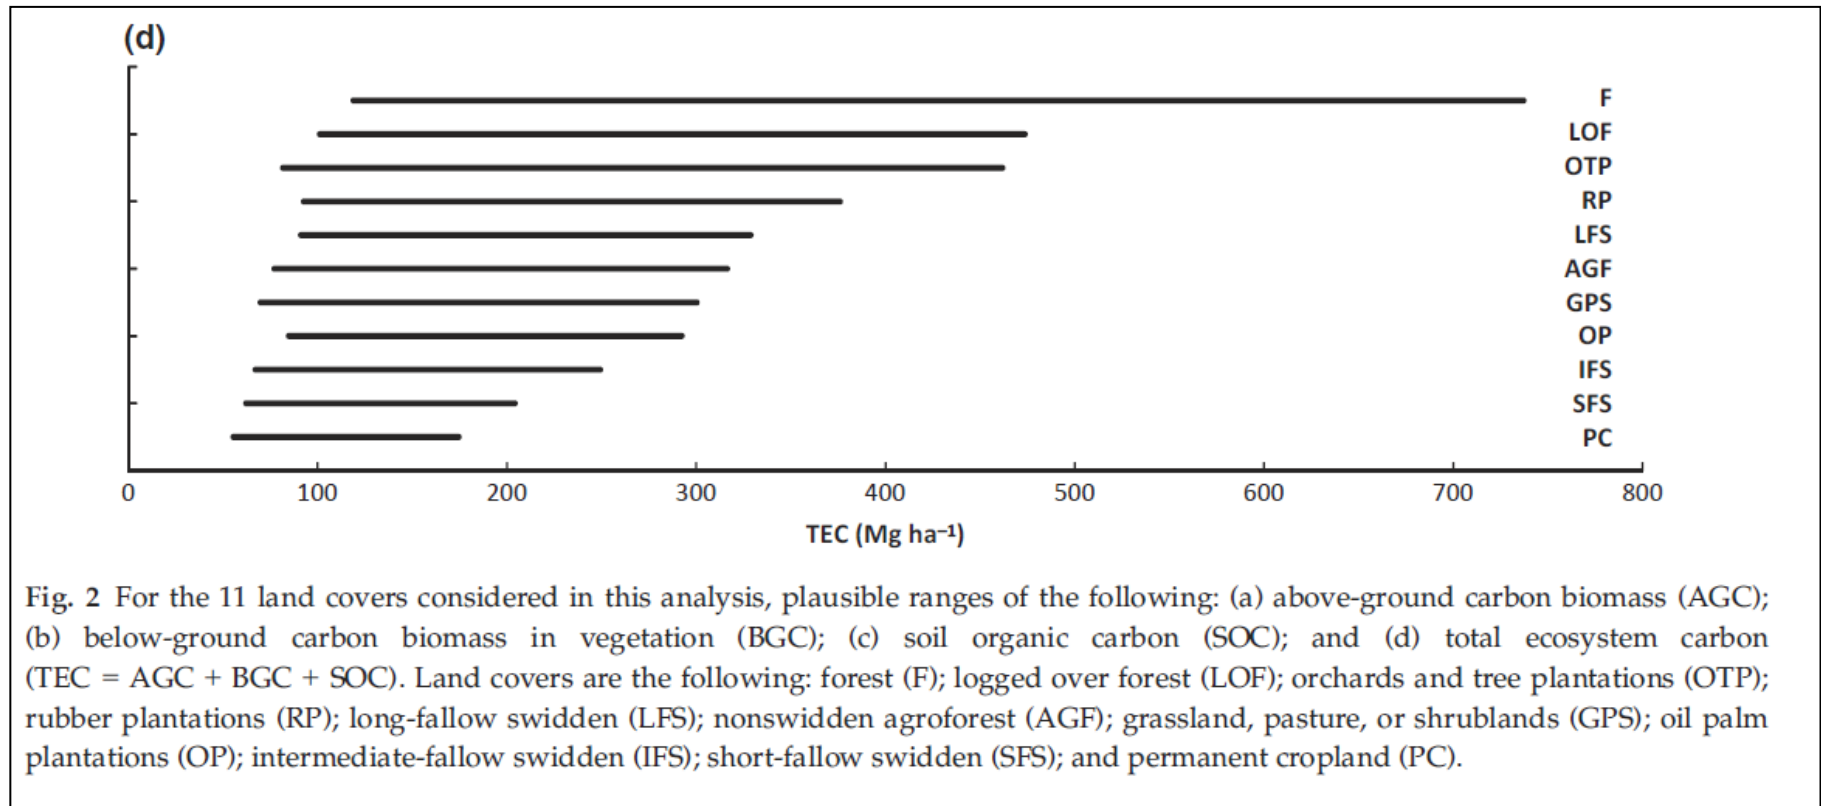 (d)
F
LOF
OTP
RP
LFS
AGF
GPS
OP
IFS
SFS
PC
0 100 200 300 400 500 600 700 800
TEC (Mg ha⁻¹)
Fig. 2 For the 11 land covers considered in this analysis, plausible ranges of the following: (a) above-ground carbon biomass (AGC);
(b) below-ground carbon biomass in vegetation (BGC); (c) soil organic carbon (SOC); and (d) total ecosystem carbon
(TEC = AGC + BGC + SOC). Land covers are the following: forest (F); logged over forest (LOF); orchards and tree plantations (OTP);
rubber plantations (RP); long-fallow swidden (LFS); nonswidden agroforest (AGF); grassland, pasture, or shrublands (GPS); oil palm
plantations (OP); intermediate-fallow swidden (IFS); short-fallow swidden (SFS); and permanent cropland (PC).